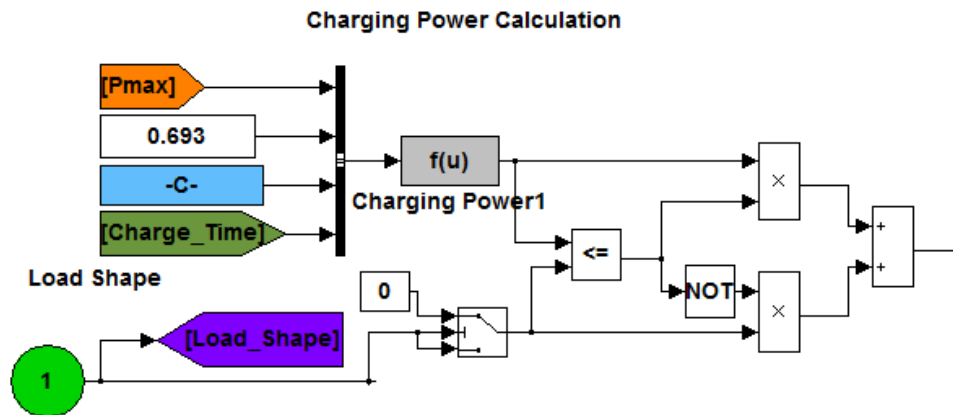 Charging Power Calculation
[Pmax]
0.693
-C-
[Charge_Time]
f(u)
Charging Power1
×
<=
NOT
×
+
+
Load Shape
0
[Load_Shape]
1